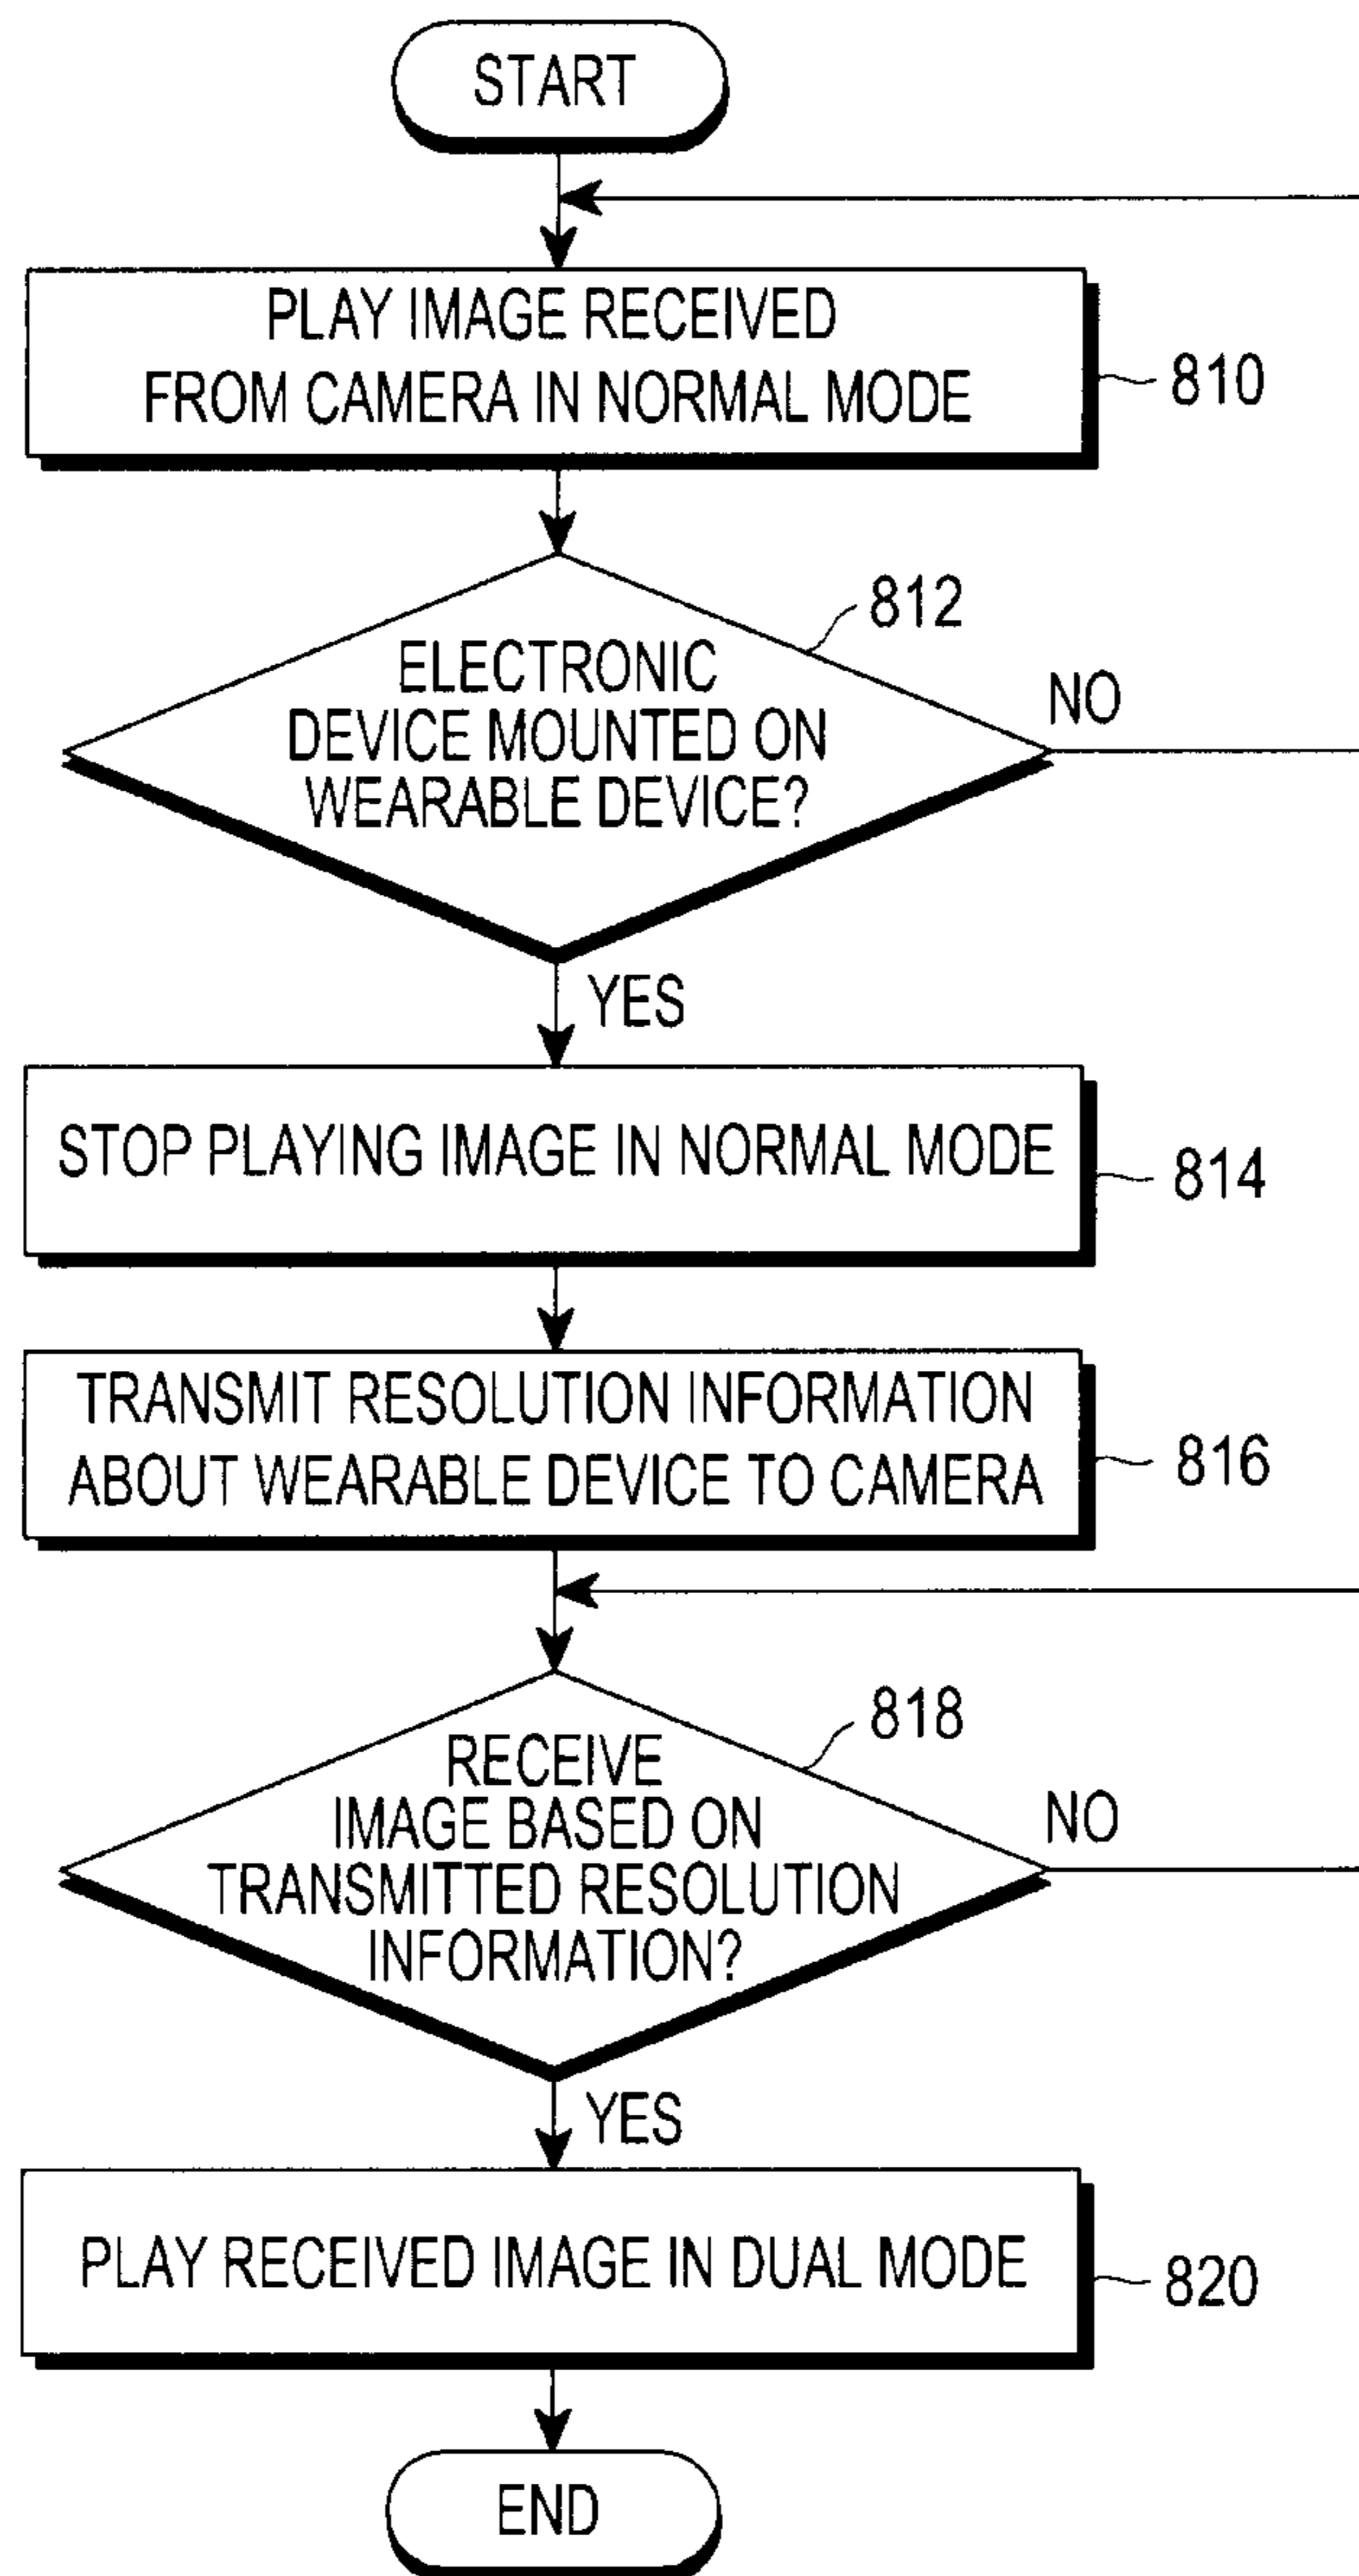 START
PLAY IMAGE RECEIVED
FROM CAMERA IN NORMAL MODE
810
812
ELECTRONIC
DEVICE MOUNTED ON
WEARABLE DEVICE?
NO
YES
STOP PLAYING IMAGE IN NORMAL MODE
814
TRANSMIT RESOLUTION INFORMATION
ABOUT WEARABLE DEVICE TO CAMERA
816
818
RECEIVE
IMAGE BASED ON
TRANSMITTED RESOLUTION
INFORMATION?
NO
YES
PLAY RECEIVED IMAGE IN DUAL MODE
820
END